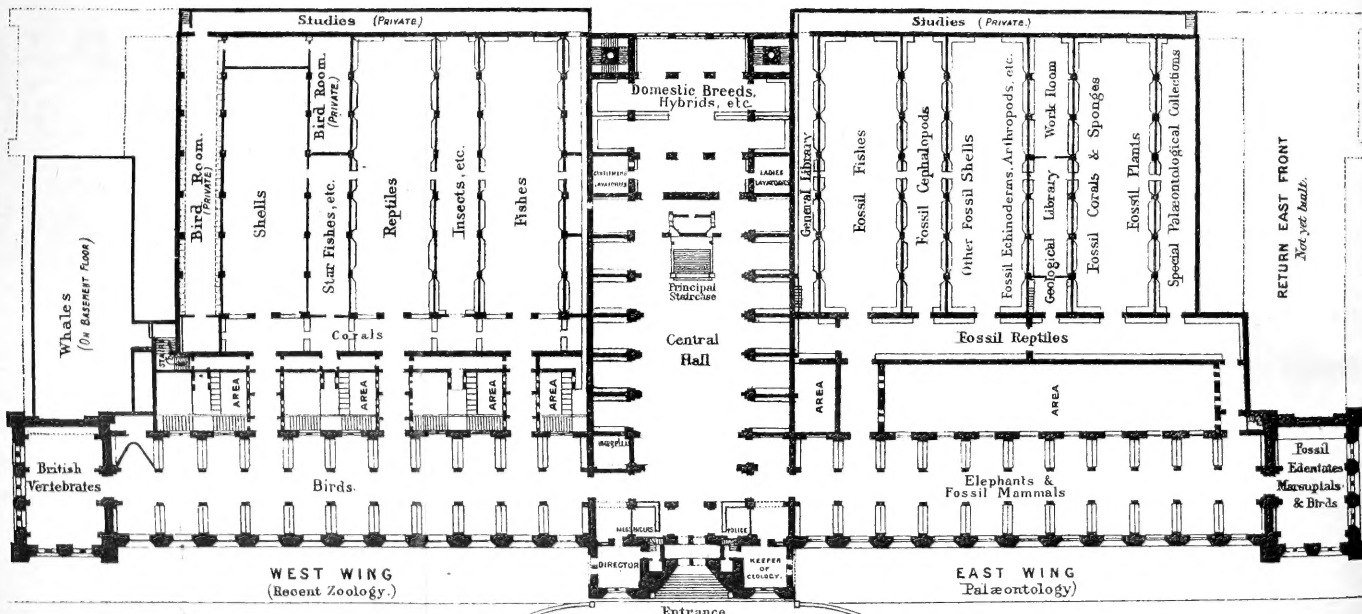 Studies (PRIVATE)
Studies (PRIVATE.)
Bird Room.
(PRIVATE)
Shells
Bird Room.
(PRIVATE.)
Star Fishes, etc.
Reptiles
Insects, etc.
Fishes
Corals
Whales
(ON BASEMENT FLOOR)
AREA
AREA
AREA
AREA
British
Vertebrates
Birds.
WEST WING
(Recent Zoology.)
Domestic Breeds,
Hybrids, etc.
GENTLEMENS
LAVATORIES
LADIES
LAVATORIES
Principal
Staircase
Central
Hall
UMBRELLAS
MESSENGERS
POLICE
DIRECTOR
KEEPER
OF
GEOLOGY.
Entrance
General Library
Fossil Fishes
Fossil Cephalopods
Other Fossil Shells
Fossil Echinoderms, Arthropods, etc.
Geological Library Work Room
Fossil Corals & Sponges
Fossil Plants
Special Palæontological Collections
RETURN EAST FRONT
Not yet built.
Fossil Reptiles
AREA
AREA
Elephants &
Fossil Mammals
Fossil
Edentates
Marsupials
& Birds
EAST WING
Palæontology)